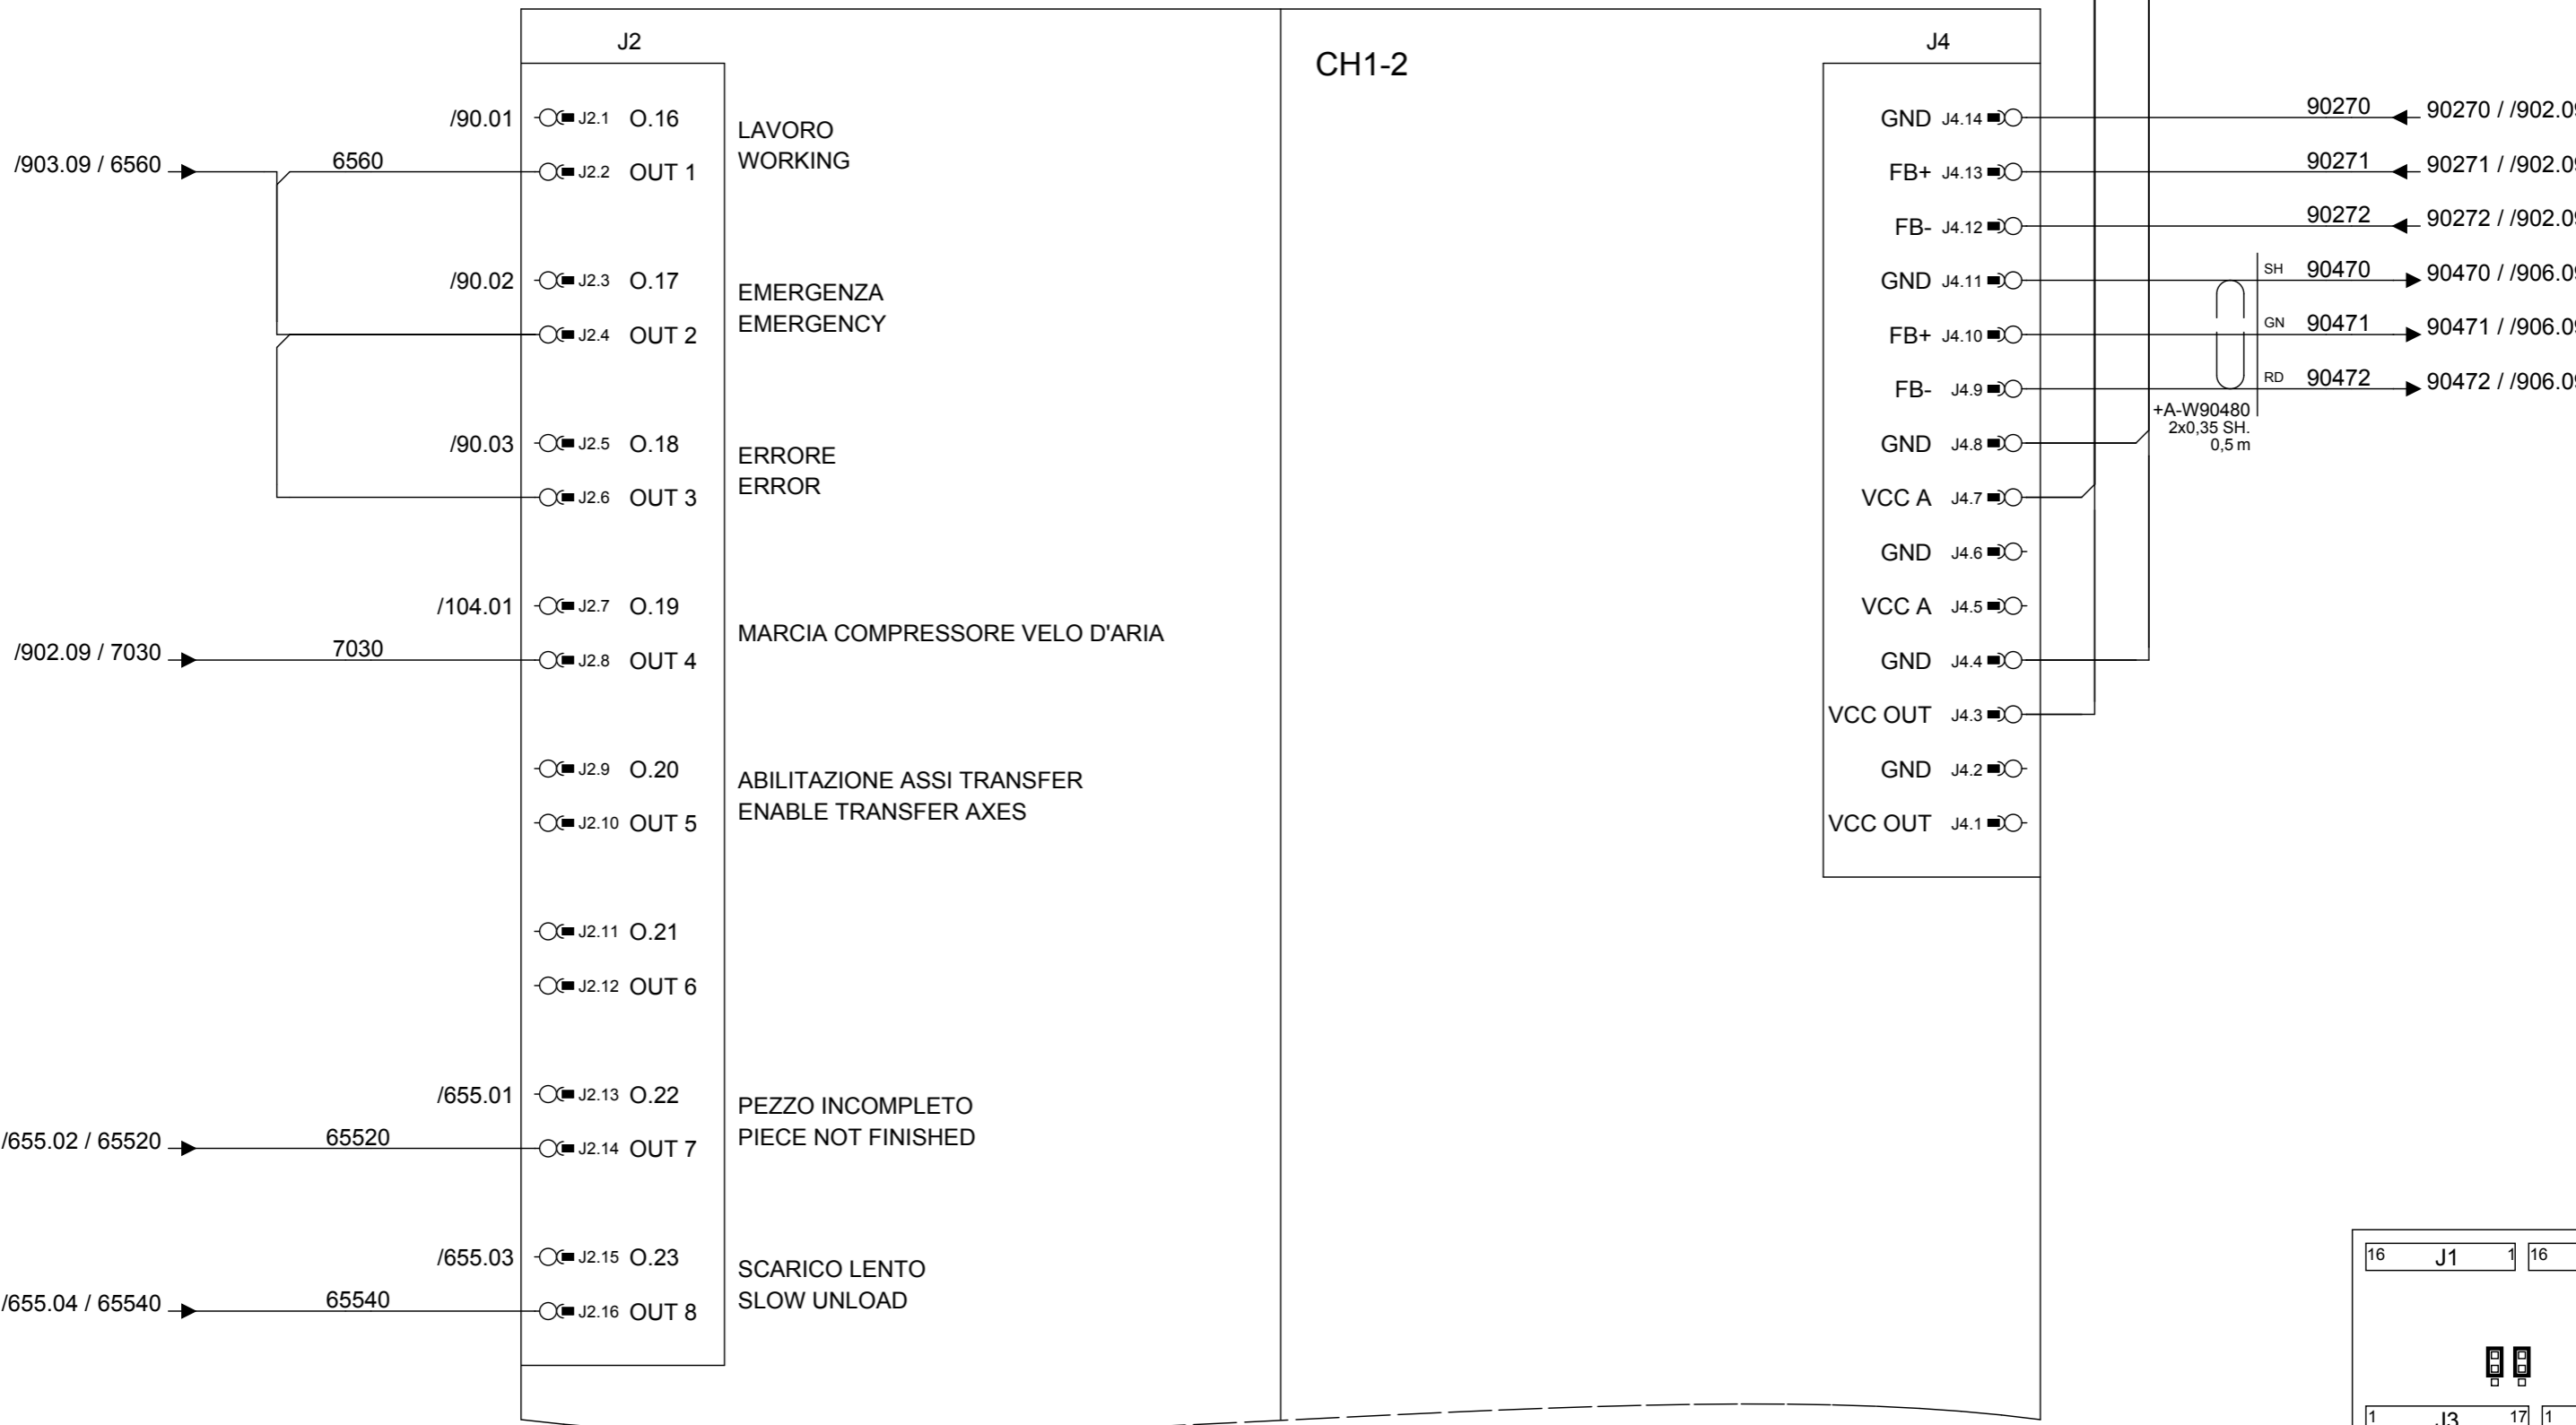 J2
CH1-2
J4
/90.01 J2.1 O.16
LAVORO
WORKING
/903.09 / 6560 6560 J2.2 OUT 1
/90.02 J2.3 O.17
EMERGENZA
EMERGENCY
J2.4 OUT 2
/90.03 J2.5 O.18
ERRORE
ERROR
J2.6 OUT 3
/104.01 J2.7 O.19
MARCIA COMPRESSORE VELO D'ARIA
/902.09 / 7030 7030 J2.8 OUT 4
J2.9 O.20
ABILITAZIONE ASSI TRANSFER
ENABLE TRANSFER AXES
J2.10 OUT 5
J2.11 O.21
J2.12 OUT 6
/655.01 J2.13 O.22
PEZZO INCOMPLETO
PIECE NOT FINISHED
/655.02 / 65520 65520 J2.14 OUT 7
/655.03 J2.15 O.23
SCARICO LENTO
SLOW UNLOAD
/655.04 / 65540 65540 J2.16 OUT 8
GND J4.14 90270 90270 / /902.09
FB+ J4.13 90271 90271 / /902.09
FB- J4.12 90272 90272 / /902.09
GND J4.11 SH 90470 90470 / /906.09
FB+ J4.10 GN 90471 90471 / /906.09
FB- J4.9 RD 90472 90472 / /906.09
+A-W90480
2x0,35 SH.
0,5 m
GND J4.8
VCC A J4.7
GND J4.6
VCC A J4.5
GND J4.4
VCC OUT J4.3
GND J4.2
VCC OUT J4.1
16 J1 1 16
1 J3 17 1